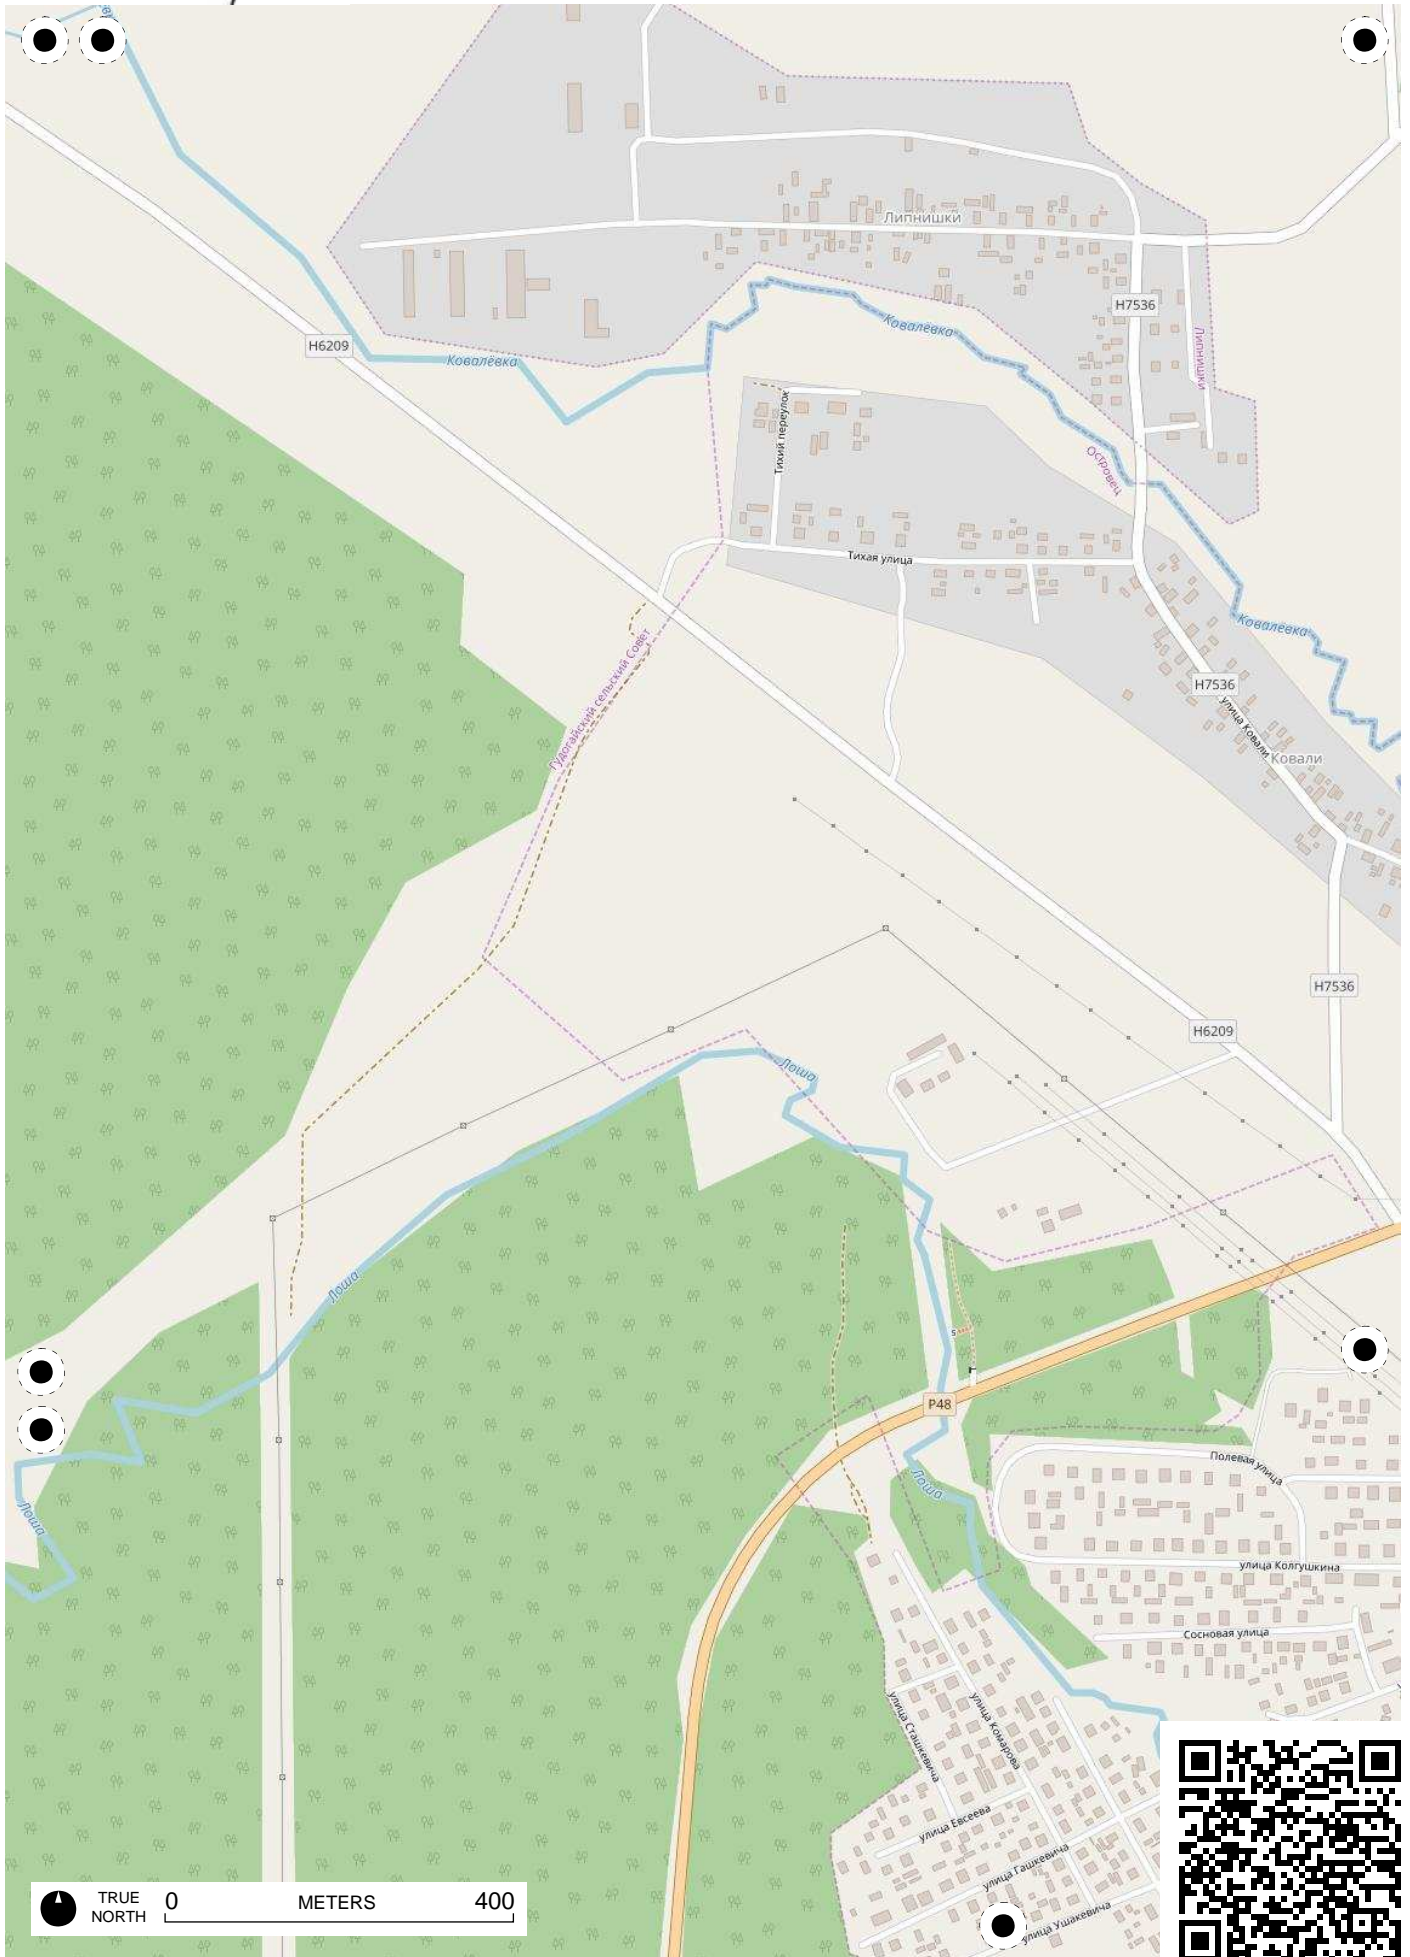 Липнишки
H7536
Ковалёвка
H6209
Ковалёвка
Липнишки
Тихий переулок
Островец
Тихая улица
Ковалёвка
Гудогайский сельский Совет
H7536
улица Ковали
Ковали
H7536
H6209
Лоша
Лоша
P48
Полевая улица
Лоша
Лоша
улица Колгушкина
Сосновая улица
улица Сташкевича
улица Комарова
улица Евсеева
улица Гашкевича
улица Ушакевича
TRUE NORTH
0 METERS 400